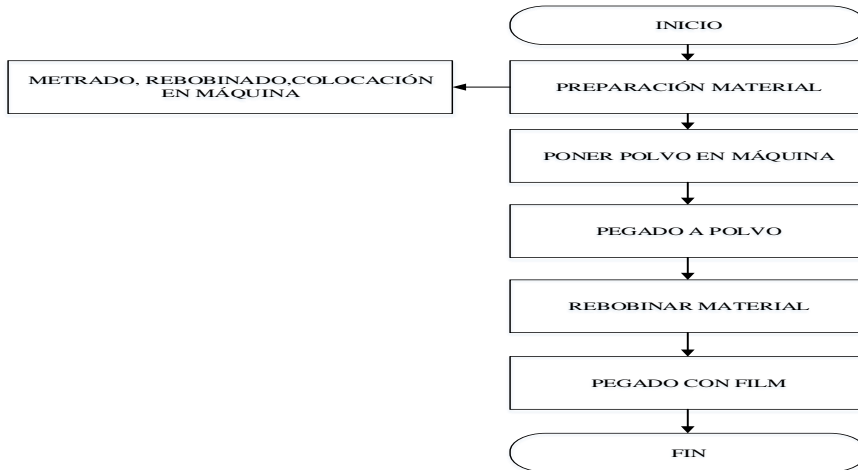 INICIO
METRADO, REBOBINADO,COLOCACIÓN
EN MÁQUINA
PREPARACIÓN MATERIAL
PONER POLVO EN MÁQUINA
PEGADO A POLVO
REBOBINAR MATERIAL
PEGADO CON FILM
FIN